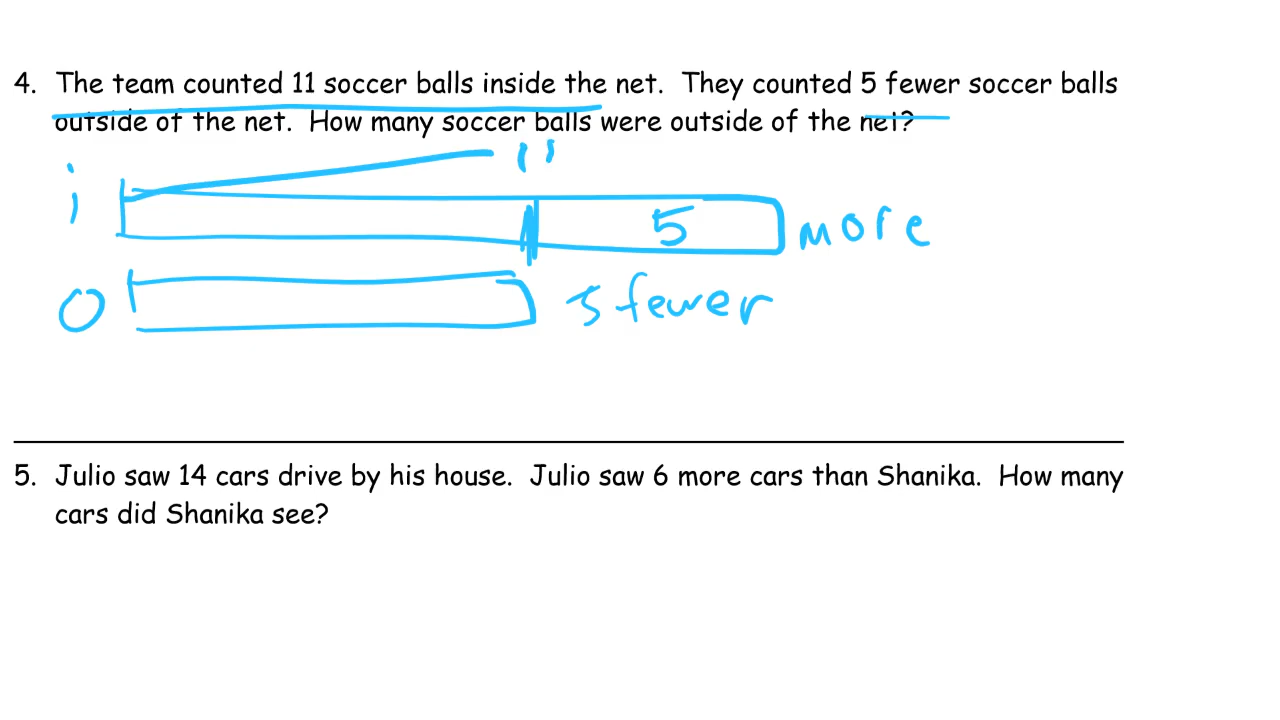 4. The team counted 11 soccer balls inside the net. They counted 5 fewer soccer balls
outside of the net. How many soccer balls were outside of the net?
11
i
5 more
O
5 fewer
5. Julio saw 14 cars drive by his house. Julio saw 6 more cars than Shanika. How many
cars did Shanika see?